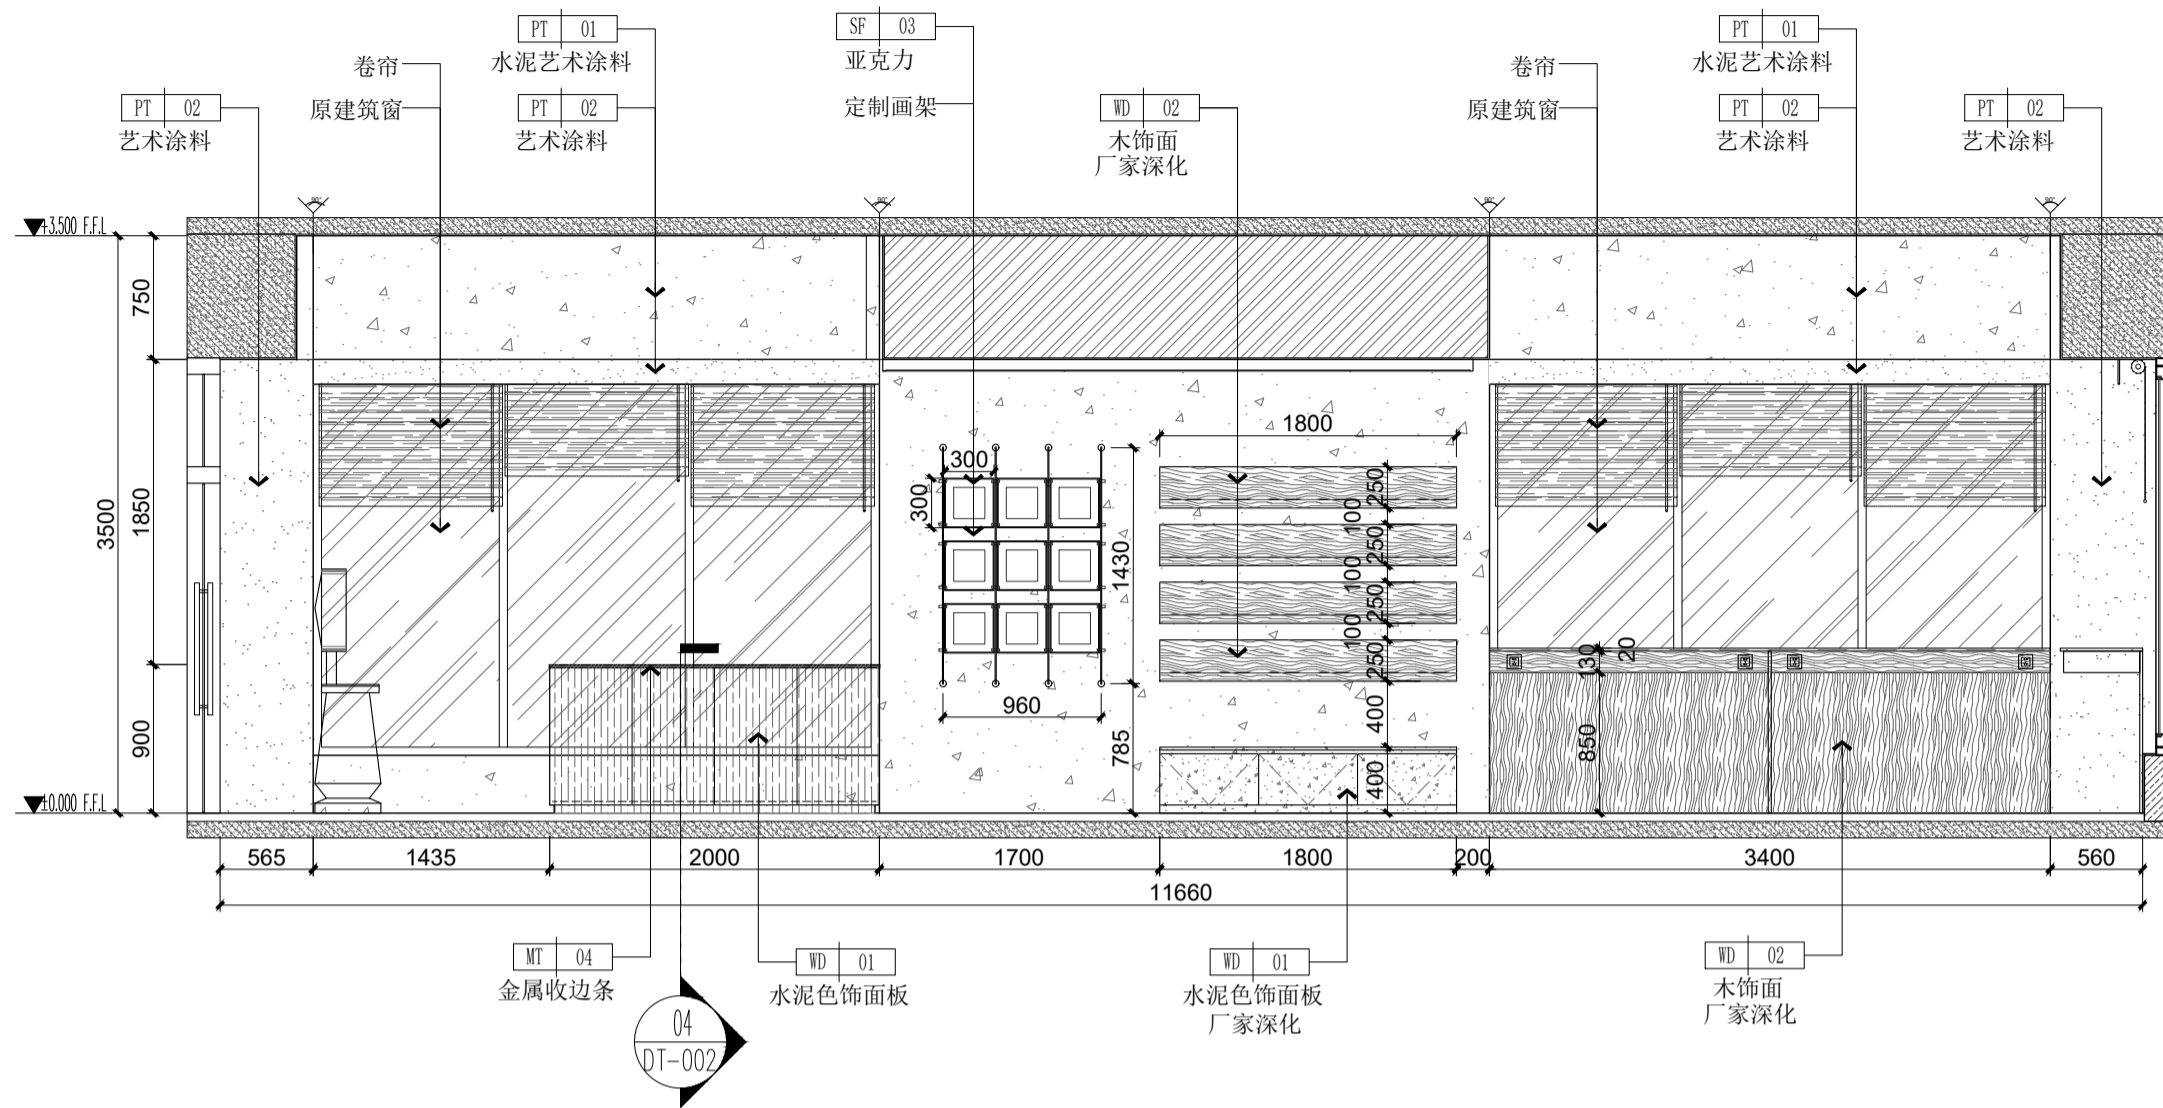 PT 01
水泥艺术涂料
PT 02
艺术涂料
卷帘
原建筑窗
PT 02
艺术涂料
SF 03
亚克力
定制画架
WD 02
木饰面
厂家深化
PT 01
水泥艺术涂料
PT 02
艺术涂料
卷帘
原建筑窗
PT 02
艺术涂料
90°
90°
90°
90°
+3.500 F.F.L
±0.000 F.F.L
3500
750
1850
900
300
300
960
1430
785
1800
250
100
250
100
250
100
250
400
400
20
130
850
565
1435
2000
1700
1800
200
3400
560
11660
MT 04
金属收边条
04
DT-002
WD 01
水泥色饰面板
WD 01
水泥色饰面板
厂家深化
WD 02
木饰面
厂家深化